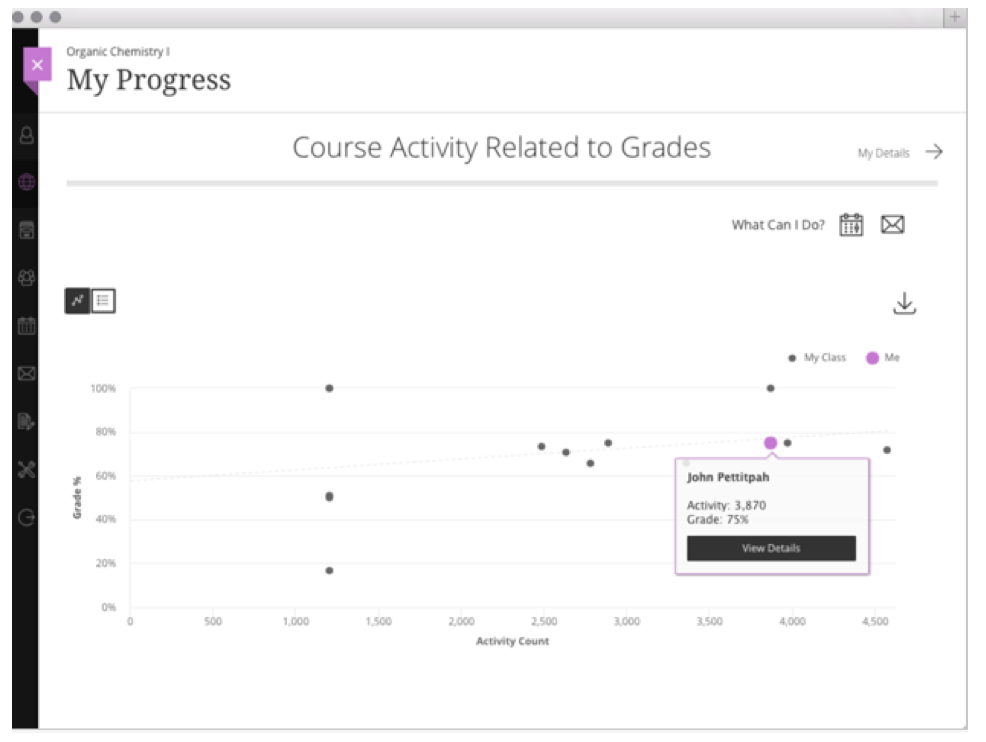 Organic Chemistry I
My Progress
Course Activity Related to Grades
My Details
What Can I Do?
My Class
Me
100%
80%
60%
40%
20%
0%
Grade %
John Pettitpah
Activity: 3,870
Grade: 75%
View Details
0 500 1,000 1,500 2,000 2,500 3,000 3,500 4,000 4,500
Activity Count